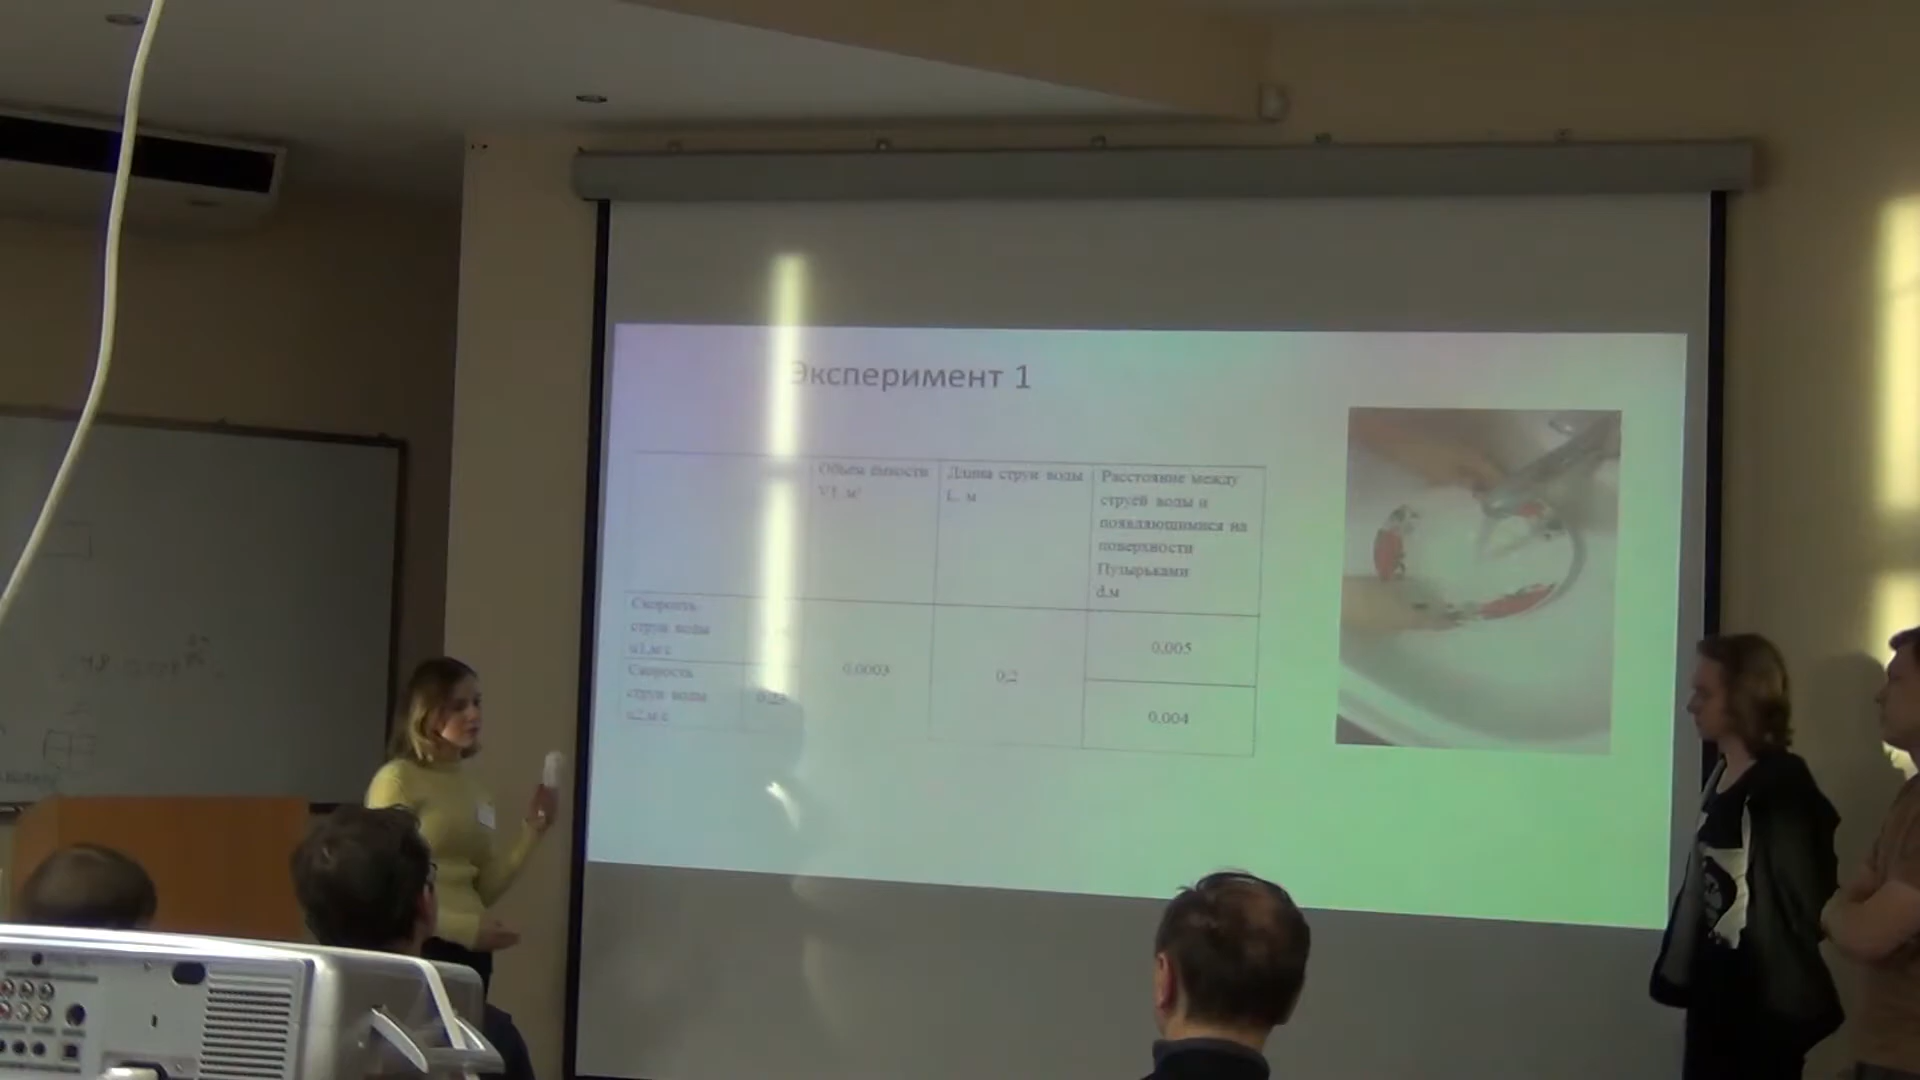 Эксперимент 1
Объем емкости
V1, м³
Длина струи воды
L, м
Расстояние между
струей воды и
появляющимися на
поверхности
Пузырьками
d,м
Скорость
струи воды
u1,м/с
0.0003
0,2
0,005
Скорость
струи воды
u2,м/с
0,004